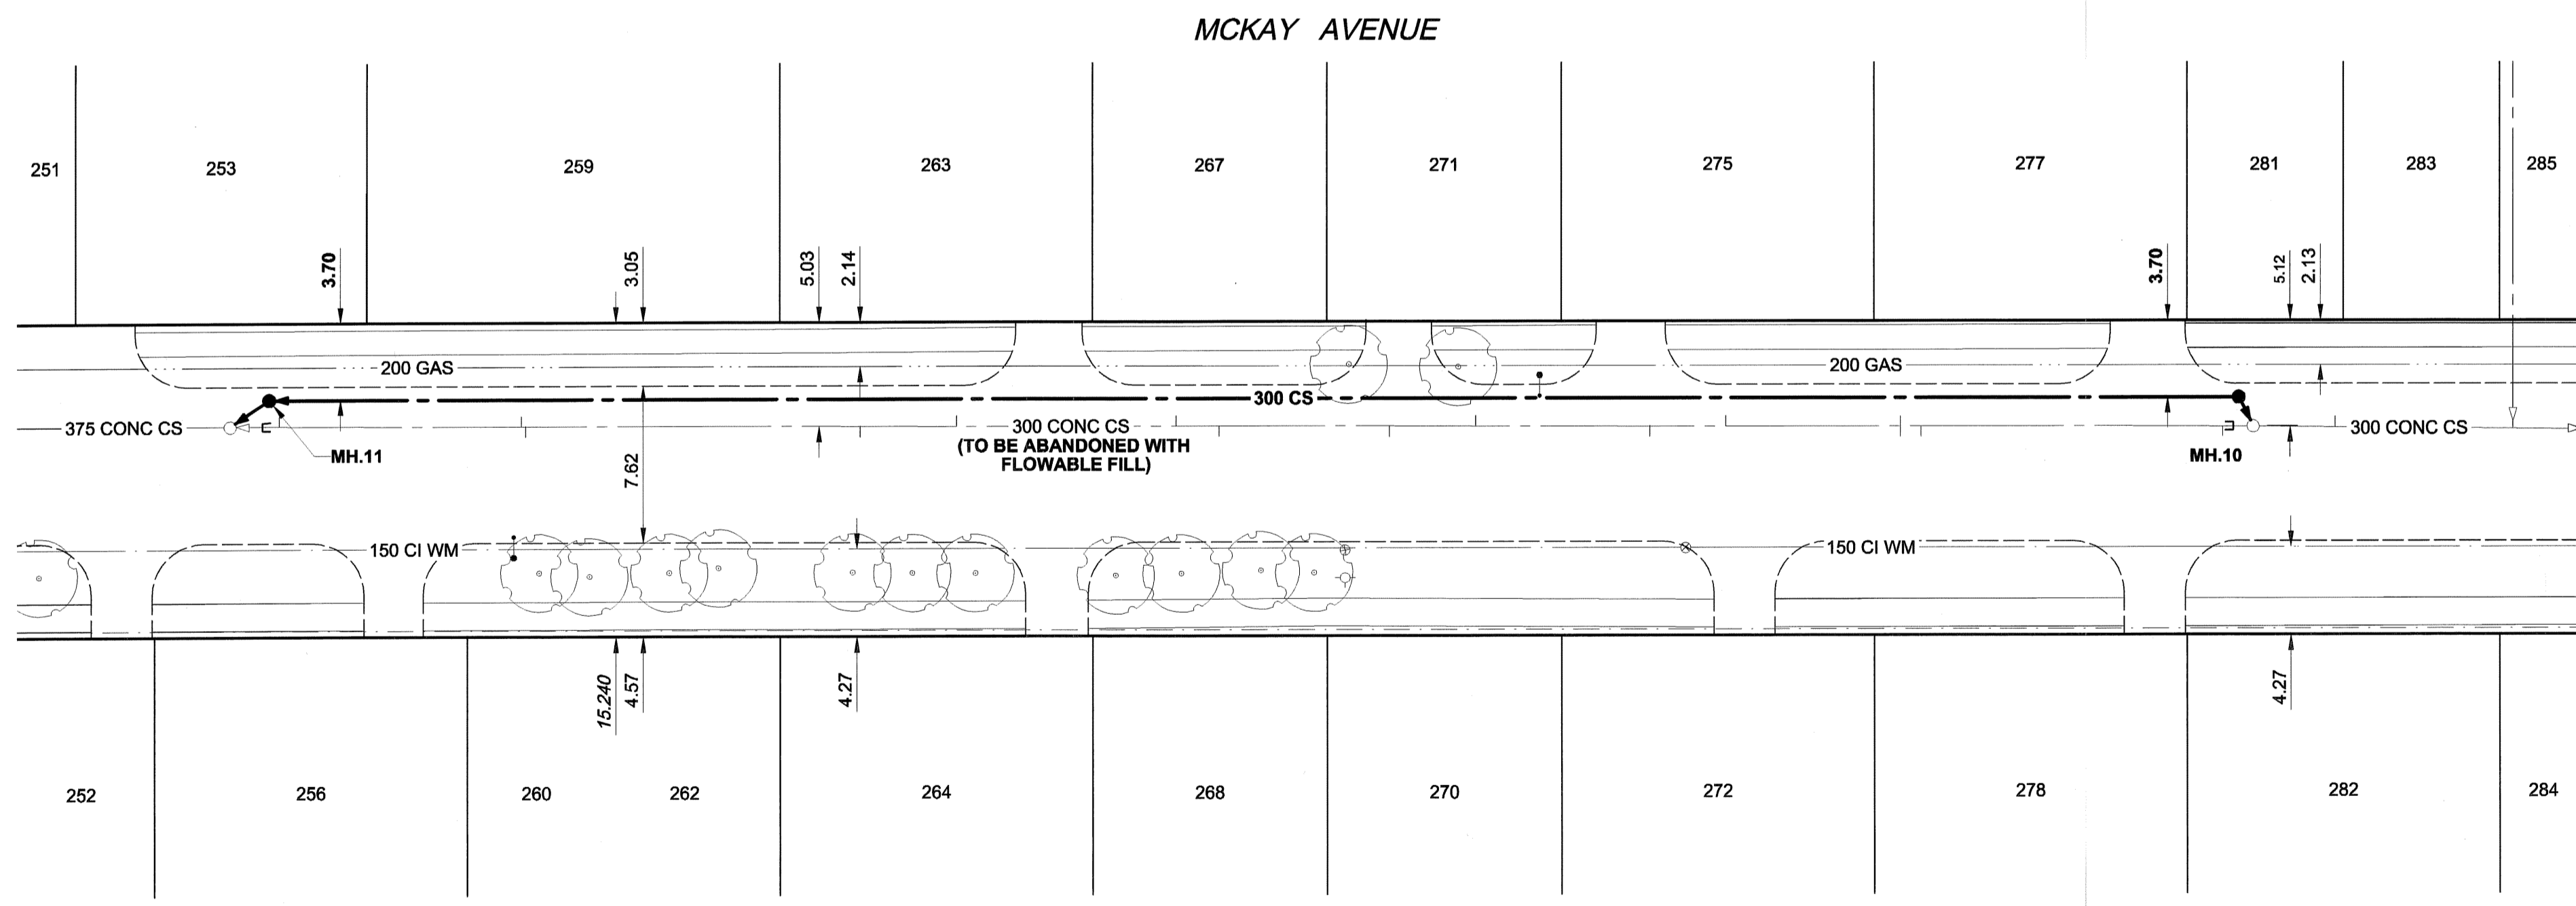 MCKAY AVENUE
251
253
259
263
267
271
275
277
281
283
285
3.70
3.05
5.03
2.14
3.70
5.12
2.13
200 GAS
200 GAS
300 CS
375 CONC CS
300 CONC CS
(TO BE ABANDONED WITH
FLOWABLE FILL)
300 CONC CS
MH.11
MH.10
7.62
150 CI WM
150 CI WM
15.240
4.57
4.27
4.27
252
256
260
262
264
268
270
272
278
282
284